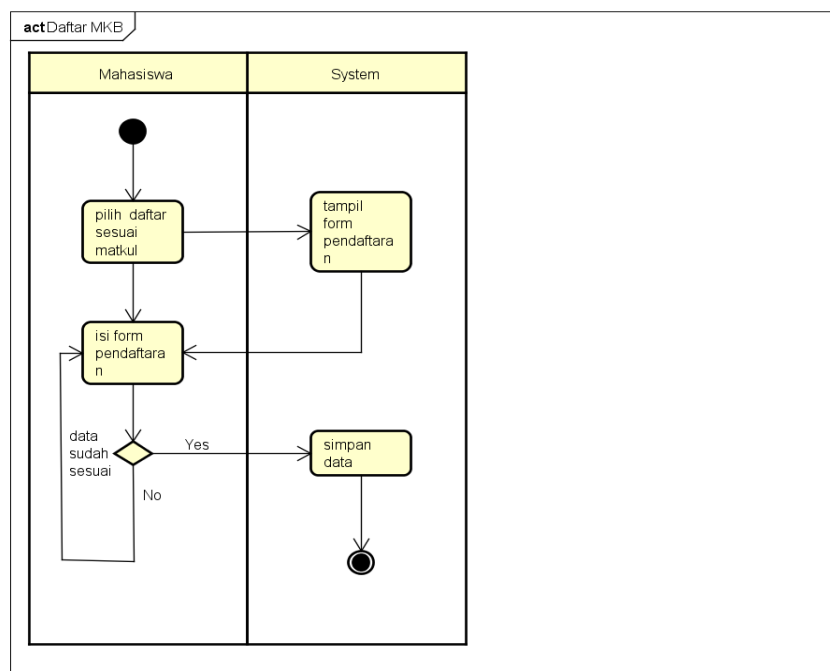 act Daftar MKB
Mahasiswa
System
pilih daftar
sesuai
matkul
tampil
form
pendaftara
n
isi form
pendaftara
n
data
sudah
sesuai
Yes
No
simpan
data